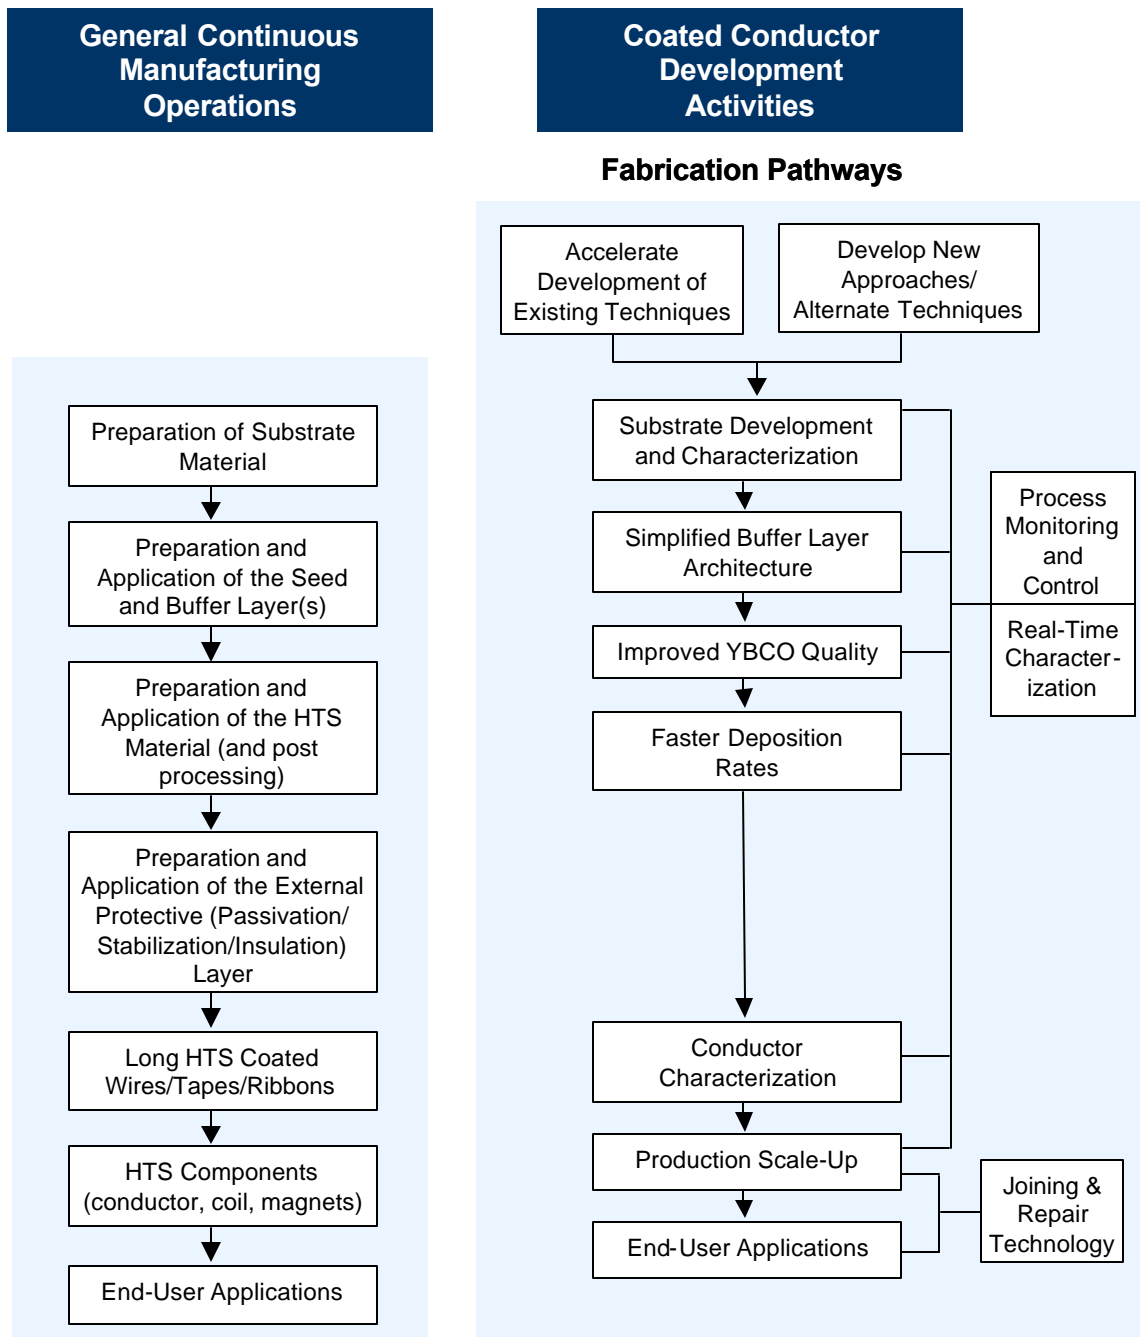 General Continuous
Manufacturing
Operations
Coated Conductor
Development
Activities
Fabrication Pathways
Accelerate
Development of
Existing Techniques
Develop New
Approaches/
Alternate Techniques
Preparation of Substrate
Material
Preparation and
Application of the Seed
and Buffer Layer(s)
Preparation and
Application of the HTS
Material (and post
processing)
Preparation and
Application of the External
Protective (Passivation/
Stabilization/Insulation)
Layer
Long HTS Coated
Wires/Tapes/Ribbons
HTS Components
(conductor, coil, magnets)
End-User Applications
Substrate Development
and Characterization
Simplified Buffer Layer
Architecture
Improved YBCO Quality
Faster Deposition
Rates
Conductor
Characterization
Production Scale-Up
End-User Applications
Process
Monitoring
and
Control
Real-Time
Character-
ization
Joining &
Repair
Technology